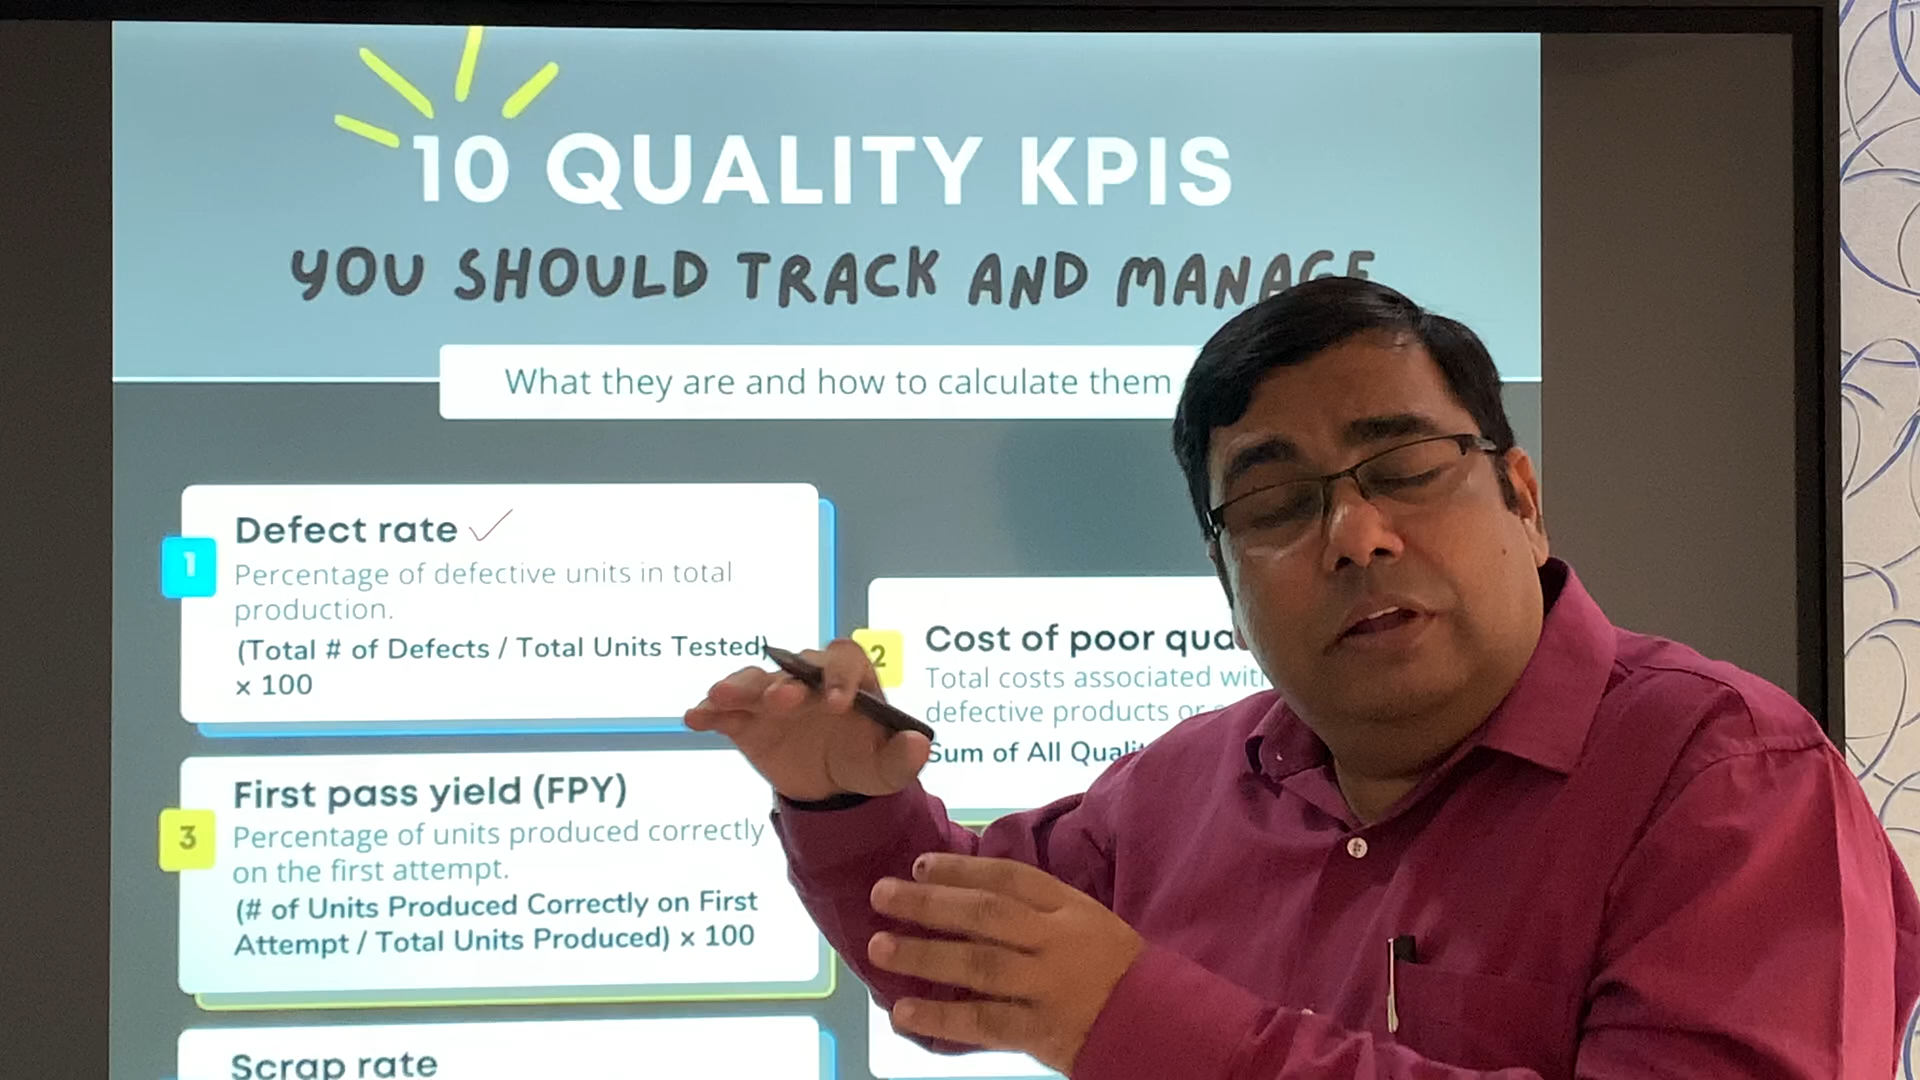 10 QUALITY KPIS
YOU SHOULD TRACK AND MANAGE
What they are and how to calculate them
1
Defect rate
Percentage of defective units in total
production.
(Total # of Defects / Total Units Tested)
x 100
2
Cost of poor
Total costs associated
defective products or
Sum of All
3
First pass yield (FPY)
Percentage of units produced correctly
on the first attempt.
(# of Units Produced Correctly on First
Attempt / Total Units Produced) x 100
Scrap rate